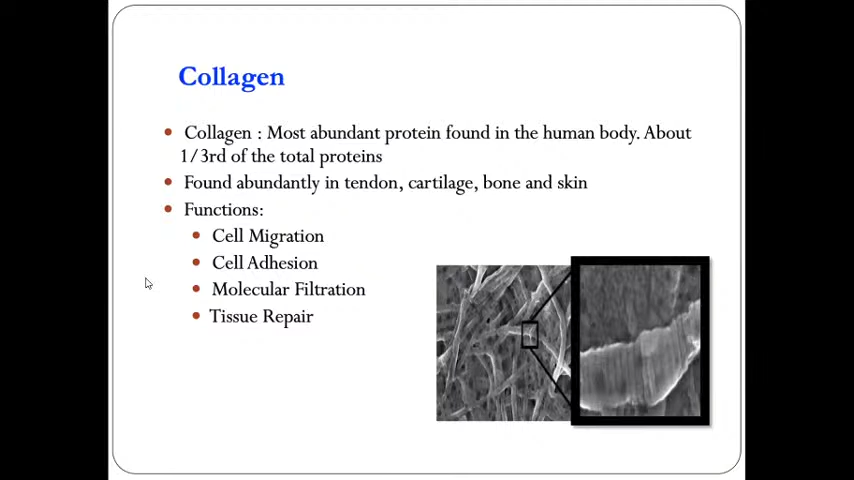 Collagen
Collagen : Most abundant protein found in the human body. About
1/3rd of the total proteins
Found abundantly in tendon, cartilage, bone and skin
Functions:
Cell Migration
Cell Adhesion
Molecular Filtration
Tissue Repair